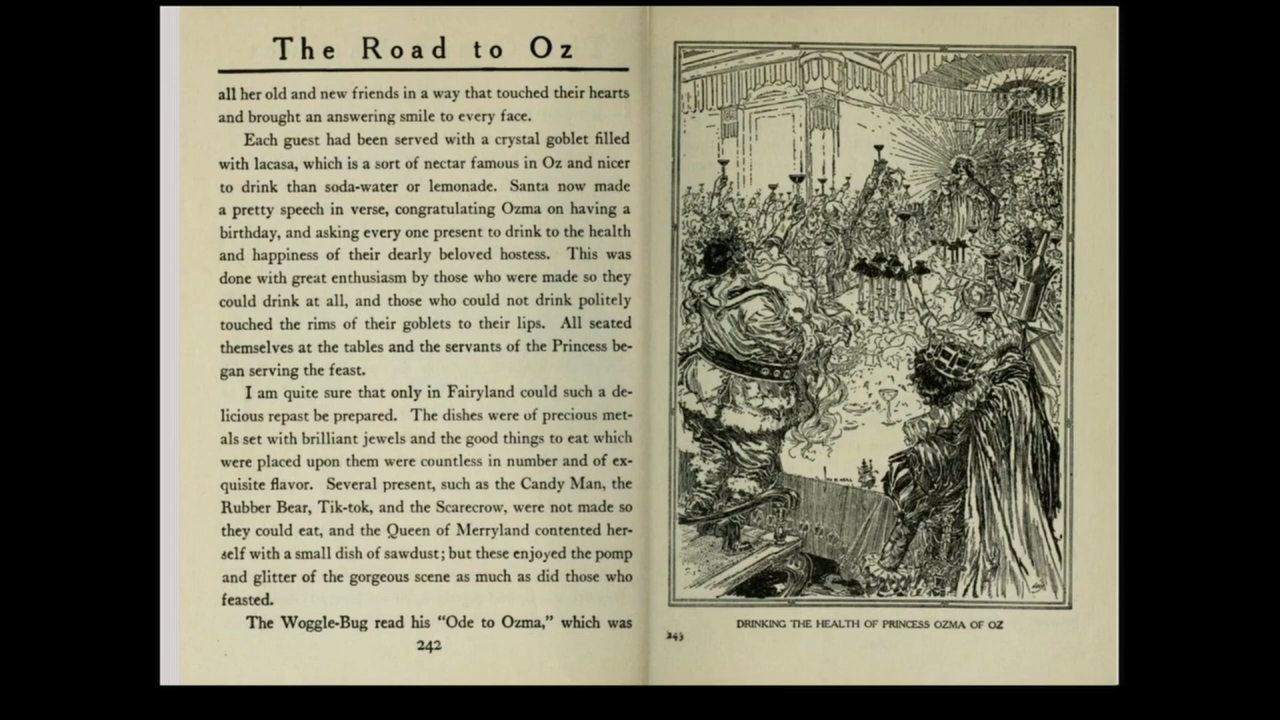 The Road to Oz
all her old and new friends in a way that touched their hearts
and brought an answering smile to every face.
Each guest had been served with a crystal goblet filled
with lacasa, which is a sort of nectar famous in Oz and nicer
to drink than soda-water or lemonade. Santa now made
a pretty speech in verse, congratulating Ozma on having a
birthday, and asking every one present to drink to the health
and happiness of their dearly beloved hostess. This was
done with great enthusiasm by those who were made so they
could drink at all, and those who could not drink politely
touched the rims of their goblets to their lips. All seated
themselves at the tables and the servants of the Princess be-
gan serving the feast.
I am quite sure that only in Fairyland could such a de-
licious repast be prepared. The dishes were of precious met-
als set with brilliant jewels and the good things to eat which
were placed upon them were countless in number and of ex-
quisite flavor. Several present, such as the Candy Man, the
Rubber Bear, Tik-tok, and the Scarecrow, were not made so
they could eat, and the Queen of Merryland contented her-
self with a small dish of sawdust; but these enjoyed the pomp
and glitter of the gorgeous scene as much as did those who
feasted.
The Woggle-Bug read his "Ode to Ozma," which was
242
DRINKING THE HEALTH OF PRINCESS OZMA OF OZ
243